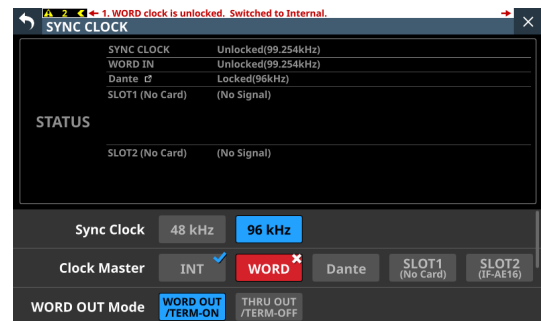 2 1. WORD clock is unlocked. Switched to Internal.
SYNC CLOCK
SYNC CLOCK Unlocked(99.254kHz)
WORD IN Unlocked(99.254kHz)
Dante Locked(96kHz)
SLOT1 (No Card) (No Signal)
STATUS
SLOT2 (No Card) (No Signal)
Sync Clock 48 kHz 96 kHz
Clock Master INT WORD Dante SLOT1 (No Card) SLOT2 (IF-AE16)
WORD OUT Mode WORD OUT /TERM-ON THRU OUT /TERM-OFF